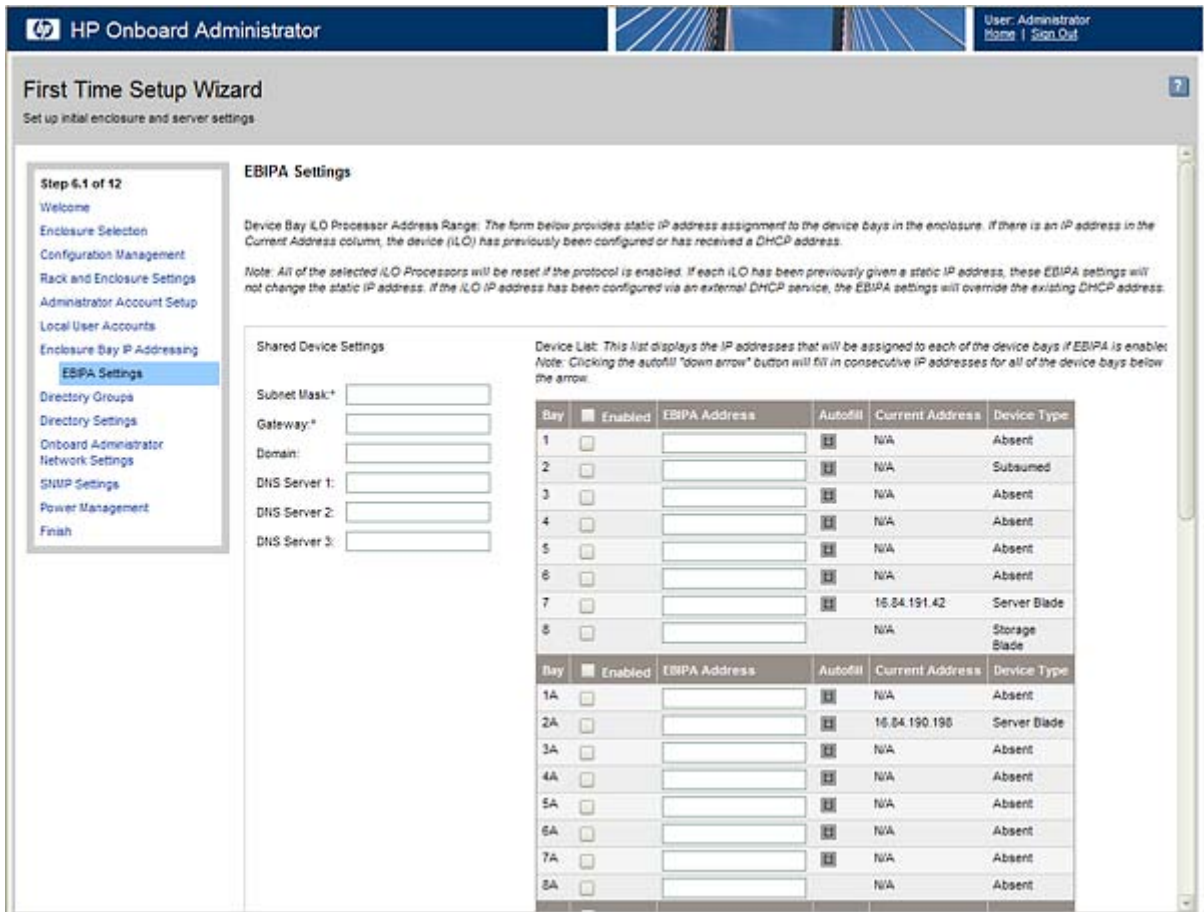 HP Onboard Administrator
User: Administrator
Home | Sign Out
First Time Setup Wizard
?
Set up initial enclosure and server settings
Step 6.1 of 12
Welcome
Enclosure Selection
Configuration Management
Rack and Enclosure Settings
Administrator Account Setup
Local User Accounts
Enclosure Bay IP Addressing
EBIPA Settings
Directory Groups
Directory Settings
Onboard Administrator
Network Settings
SNMP Settings
Power Management
Finish
EBIPA Settings
Device Bay iLO Processor Address Range: The form below provides static IP address assignment to the device bays in the enclosure. If there is an IP address in the
Current Address column, the device (iLO) has previously been configured or has received a DHCP address.
Note: All of the selected iLO Processors will be reset if the protocol is enabled. If each iLO has been previously given a static IP address, these EBIPA settings will
not change the static IP address. If the iLO IP address has been configured via an external DHCP service, the EBIPA settings will override the existing DHCP address.
Shared Device Settings
Subnet Mask:*
Gateway:*
Domain:
DNS Server 1:
DNS Server 2:
DNS Server 3:
Device List: This list displays the IP addresses that will be assigned to each of the device bays if EBIPA is enabled
Note: Clicking the autofill "down arrow" button will fill in consecutive IP addresses for all of the device bays below
the arrow.
Bay Enabled EBIPA Address Autofill Current Address Device Type
1 N/A Absent
2 N/A Subsumed
3 N/A Absent
4 N/A Absent
5 N/A Absent
6 N/A Absent
7 16.84.191.42 Server Blade
8 N/A Storage
Blade
Bay Enabled EBIPA Address Autofill Current Address Device Type
1A N/A Absent
2A 16.84.190.198 Server Blade
3A N/A Absent
4A N/A Absent
5A N/A Absent
6A N/A Absent
7A N/A Absent
8A N/A Absent